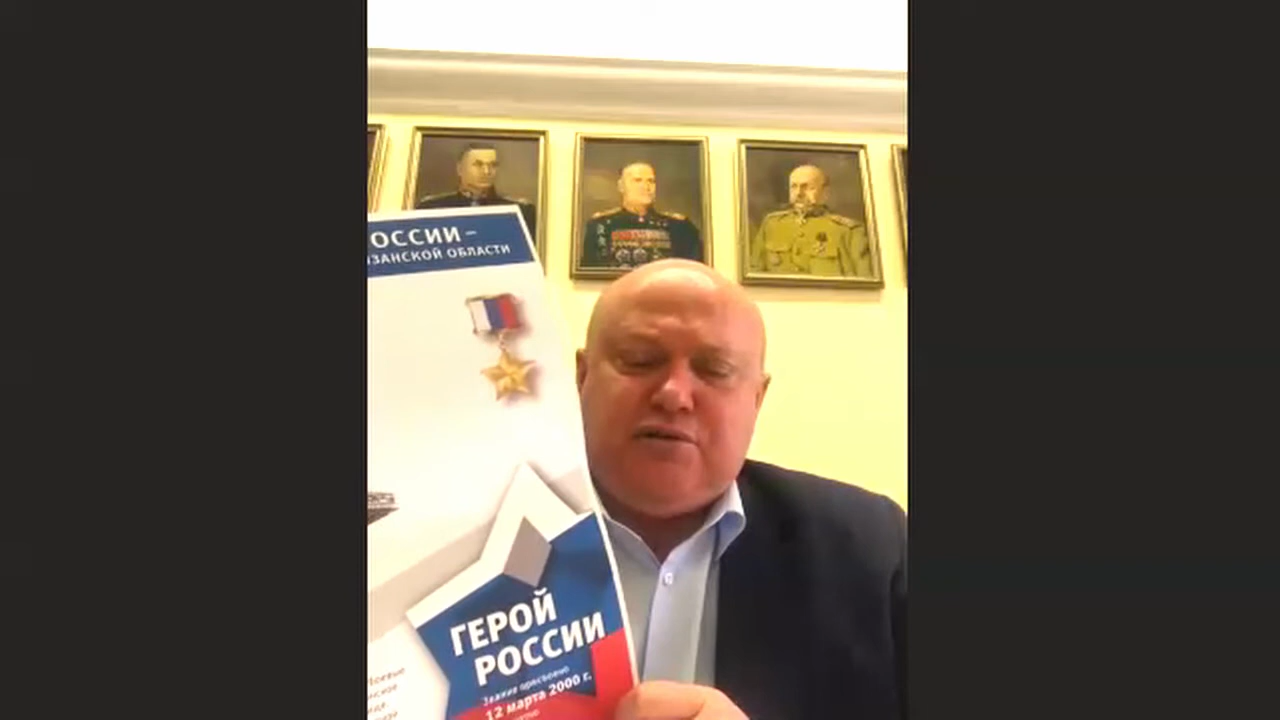 ОССИИ –
ЗАНСКОЙ ОБЛАСТИ
ГЕРОЙ
РОССИИ
Звание присвоено
12 марта 2000 г.